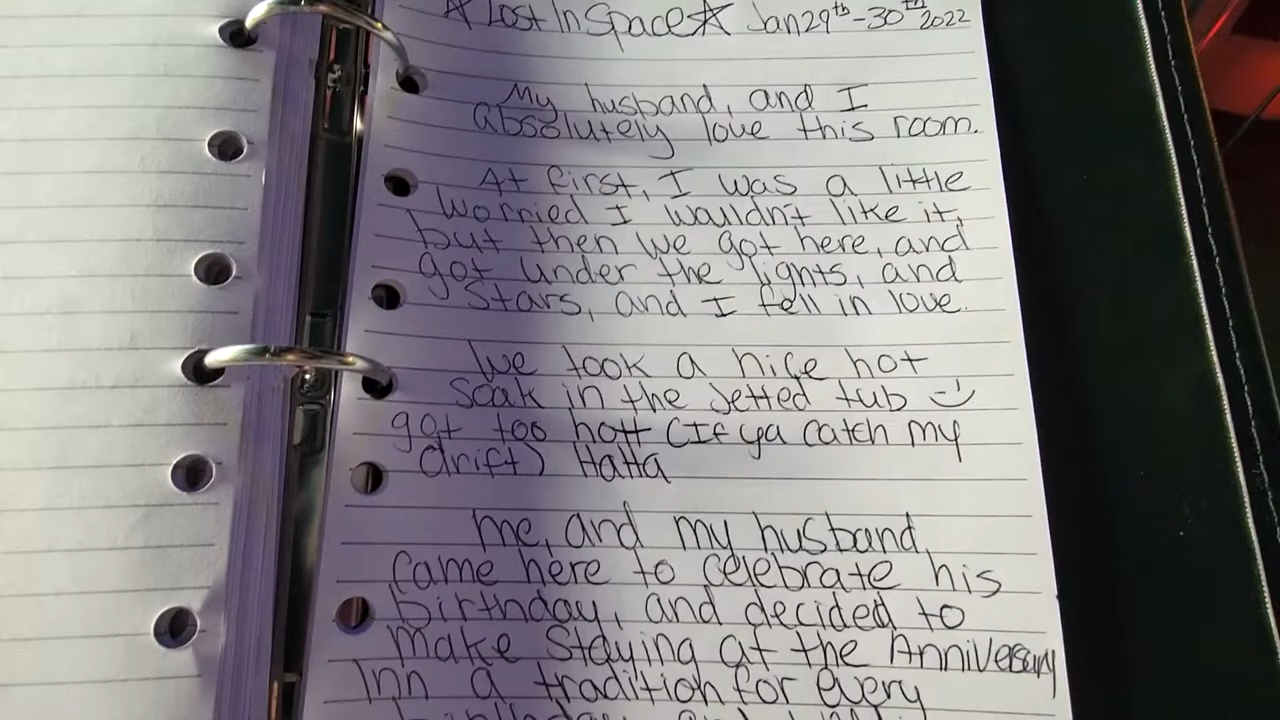 ☆Lost In Space☆ Jan 29th-30th 2022
My husband, and I
absolutely love this room.
At first, I was a little
worried I wouldn't like it,
but then we got here, and
got under the lights, and
Stars, and I fell in love.
We took a nice hot
Soak in the Jetted tub :)
got too hott (If ya catch my
drift) HaHa
Me, and my husband,
came here to celebrate his
birthday, and decided to
make Staying at the Anniversary
Inn a tradition for every